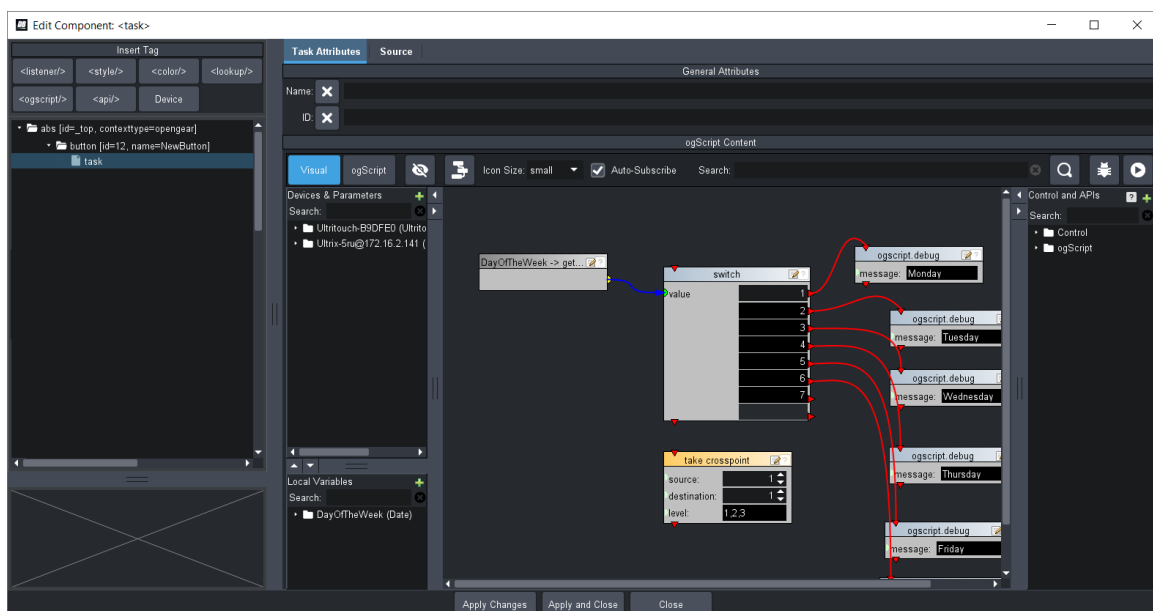 Edit Component: <task>
Insert Tag
<listener/> <style/> <color/> <lookup/>
<ogscript/> <api/> Device
abs [id=_top, contexttype=opengear]
button [id=12, name=NewButton]
task
Task Attributes Source
General Attributes
Name:
ID:
ogScript Content
Visual ogScript Icon Size: small Auto-Subscribe Search:
Devices & Parameters
Search:
Ultritouch-B9DFE0 (Ultrito
Ultrix-5ru@172.16.2.141 (
Local Variables
Search:
DayOfTheWeek (Date)
DayOfTheWeek -> get...
switch
value
1
2
3
4
5
6
7
take crosspoint
source: 1
destination: 1
level: 1,2,3
ogscript.debug
message: Monday
ogscript.debug
message: Tuesday
ogscript.debug
message: Wednesday
ogscript.debug
message: Thursday
ogscript.debug
message: Friday
Control and APIs
Search:
Control
ogScript
Apply Changes Apply and Close Close